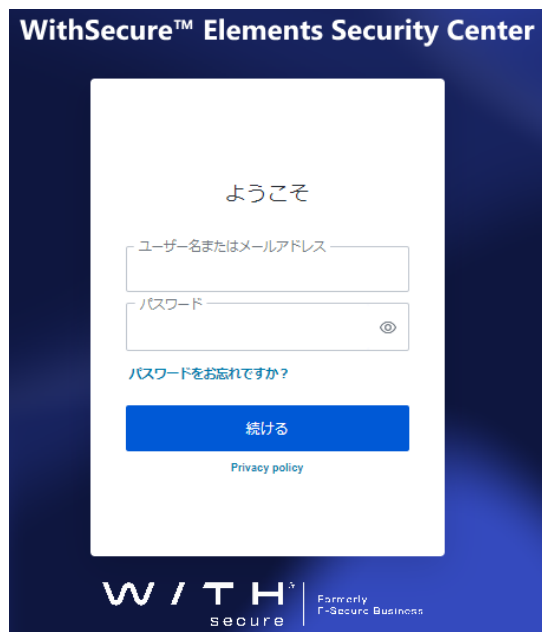 WithSecure™ Elements Security Center
ようこそ
ユーザー名またはメールアドレス
パスワード
パスワードをお忘れですか？
続ける
Privacy policy
WITH
secure
Formerly
F-Secure Business